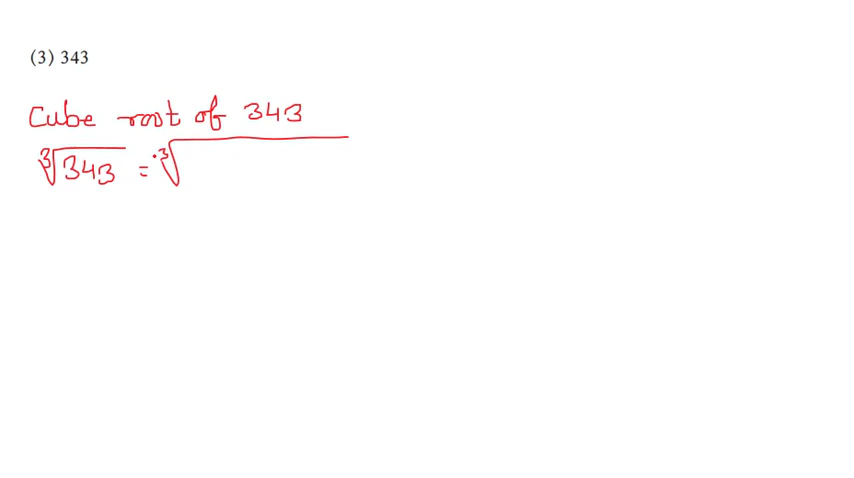 (3) 343
Cube root of 343
∛343 = ∛